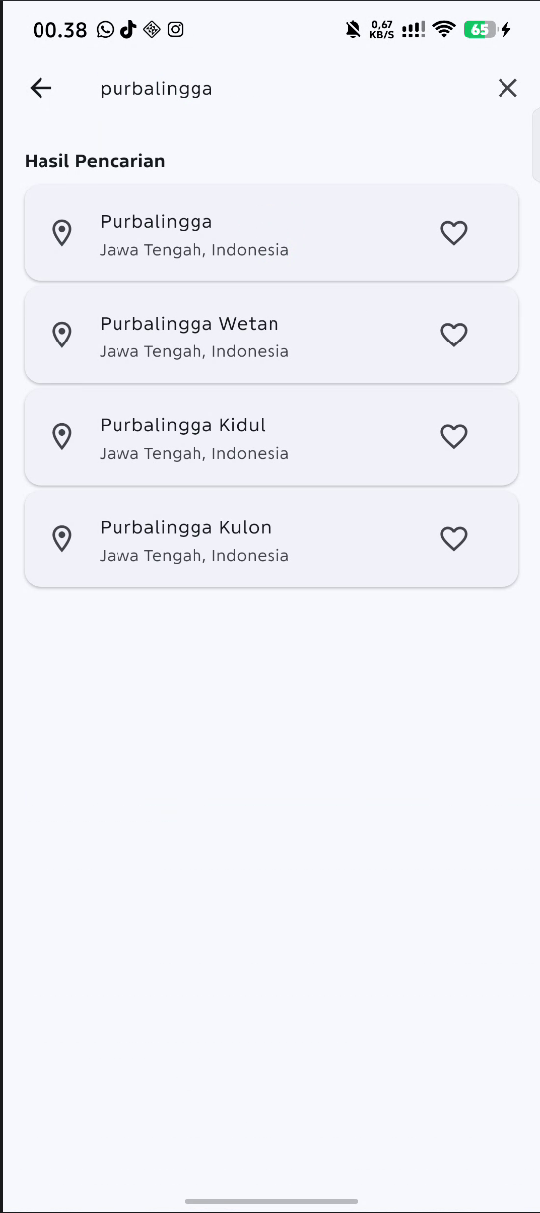 00.38
0,67
KB/S
65
purbalingga
Hasil Pencarian
Purbalingga
Jawa Tengah, Indonesia
Purbalingga Wetan
Jawa Tengah, Indonesia
Purbalingga Kidul
Jawa Tengah, Indonesia
Purbalingga Kulon
Jawa Tengah, Indonesia